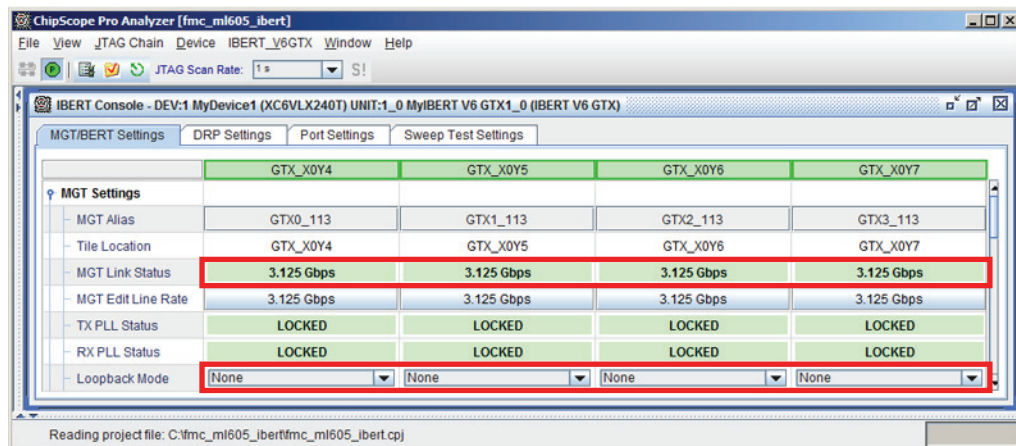 ChipScope Pro Analyzer [fmc_ml605_ibert]
File View JTAG Chain Device IBERT_V6GTX Window Help
JTAG Scan Rate: 1 s S!
IBERT Console - DEV:1 MyDevice1 (XC6VLX240T) UNIT:1_0 MyIBERT V6 GTX1_0 (IBERT V6 GTX)
MGT/BERT Settings DRP Settings Port Settings Sweep Test Settings
GTX_X0Y4 GTX_X0Y5 GTX_X0Y6 GTX_X0Y7
MGT Settings
MGT Alias GTX0_113 GTX1_113 GTX2_113 GTX3_113
Tile Location GTX_X0Y4 GTX_X0Y5 GTX_X0Y6 GTX_X0Y7
MGT Link Status 3.125 Gbps 3.125 Gbps 3.125 Gbps 3.125 Gbps
MGT Edit Line Rate 3.125 Gbps 3.125 Gbps 3.125 Gbps 3.125 Gbps
TX PLL Status LOCKED LOCKED LOCKED LOCKED
RX PLL Status LOCKED LOCKED LOCKED LOCKED
Loopback Mode None None None None
Reading project file: C:\fmc_ml605_ibert\fmc_ml605_ibert.cpj